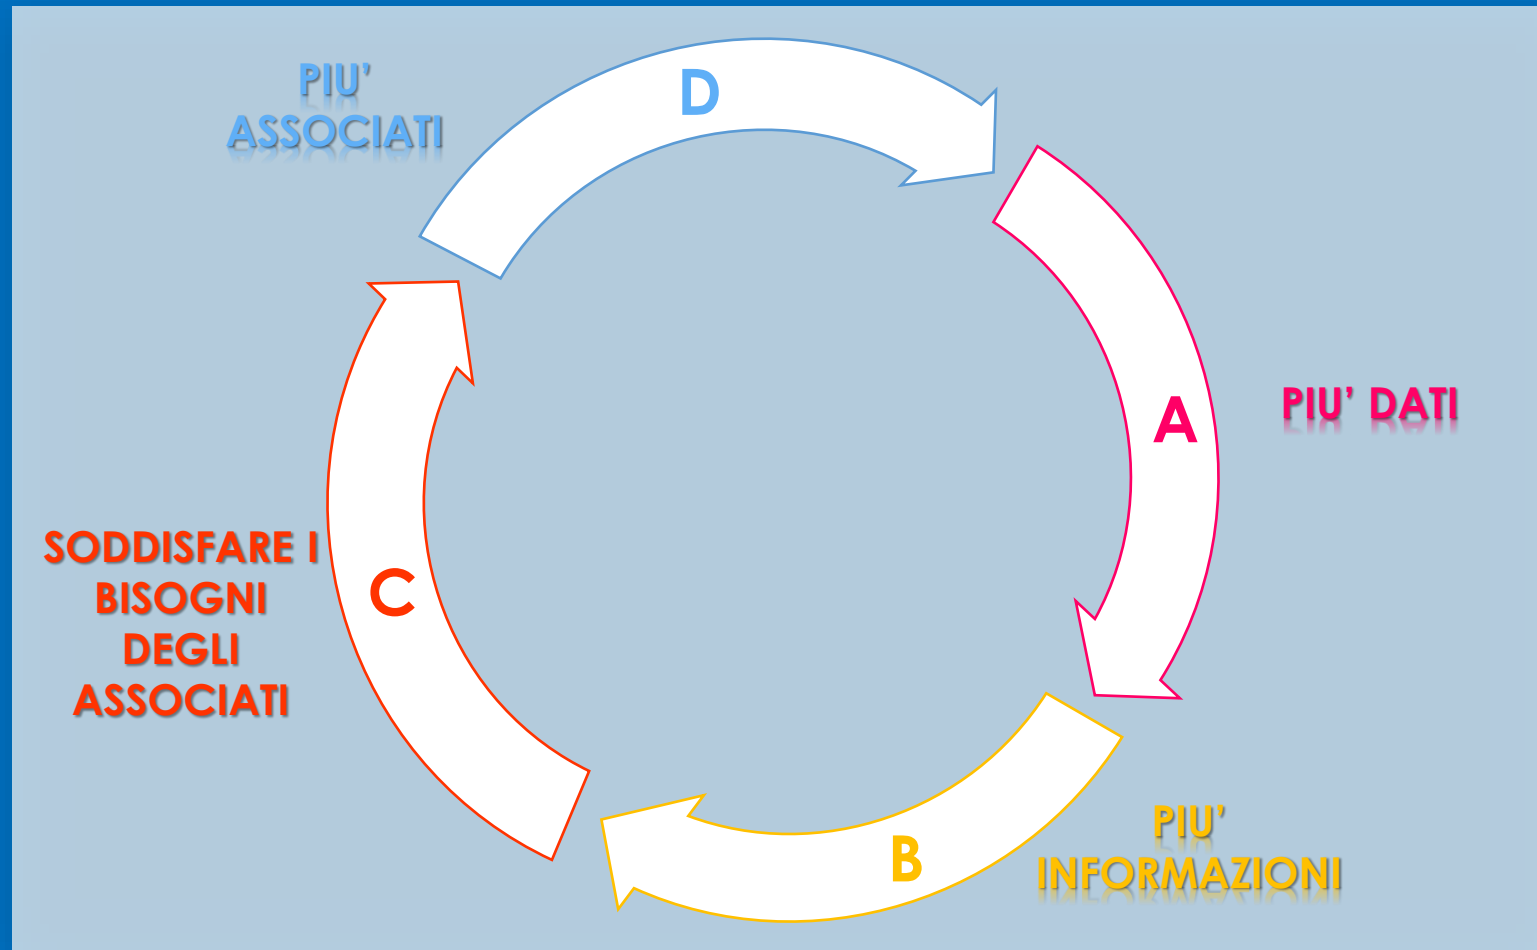 PIU'
ASSOCIATI
D
A
PIU' DATI
SODDISFARE I
BISOGNI
DEGLI
ASSOCIATI
C
B
PIU'
INFORMAZIONI